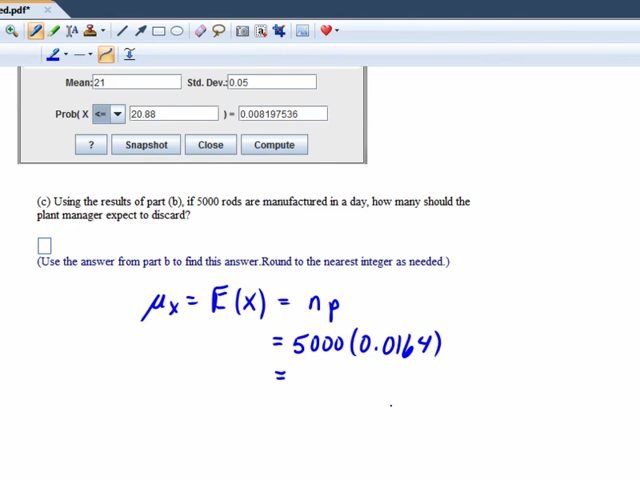 ed.pdf*
Mean: 21 Std. Dev.: 0.05
Prob( X <= 20.88 ) = 0.008197536
? Snapshot Close Compute
(c) Using the results of part (b), if 5000 rods are manufactured in a day, how many should the
plant manager expect to discard?
(Use the answer from part b to find this answer.Round to the nearest integer as needed.)
μx = E(X) = np
= 5000(0.0164)
=